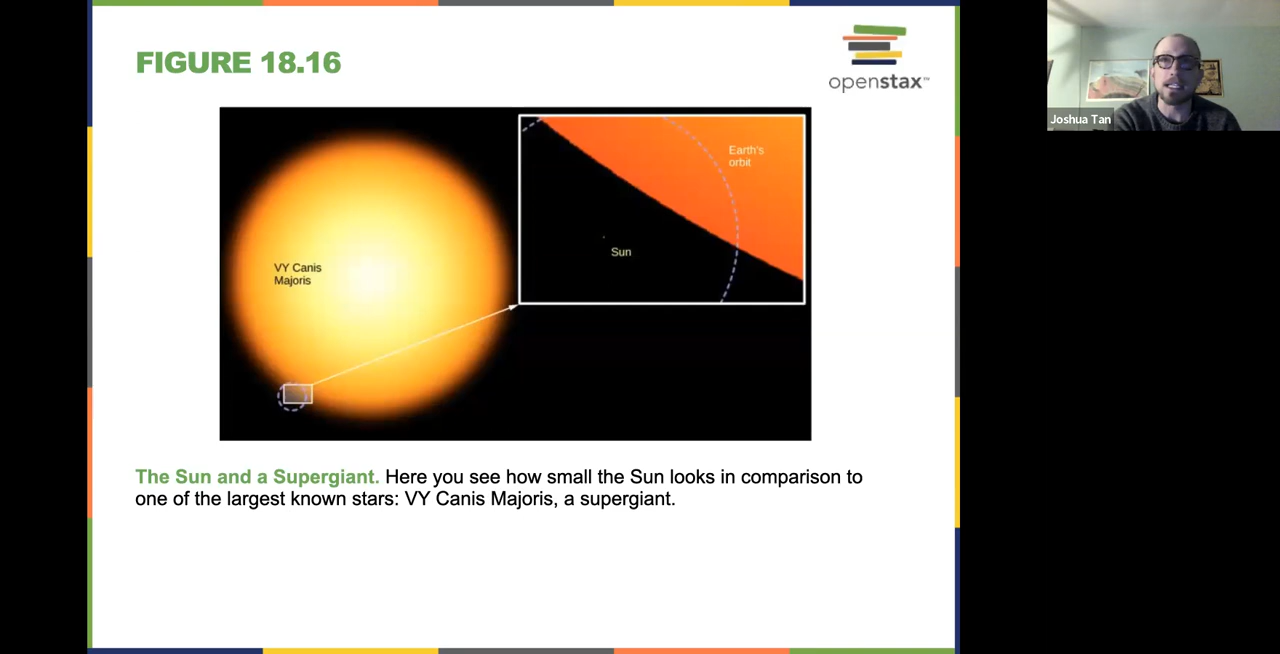 FIGURE 18.16
openstax™
VY Canis
Majoris
Earth's
orbit
Sun
The Sun and a Supergiant. Here you see how small the Sun looks in comparison to
one of the largest known stars: VY Canis Majoris, a supergiant.
Joshua Tan